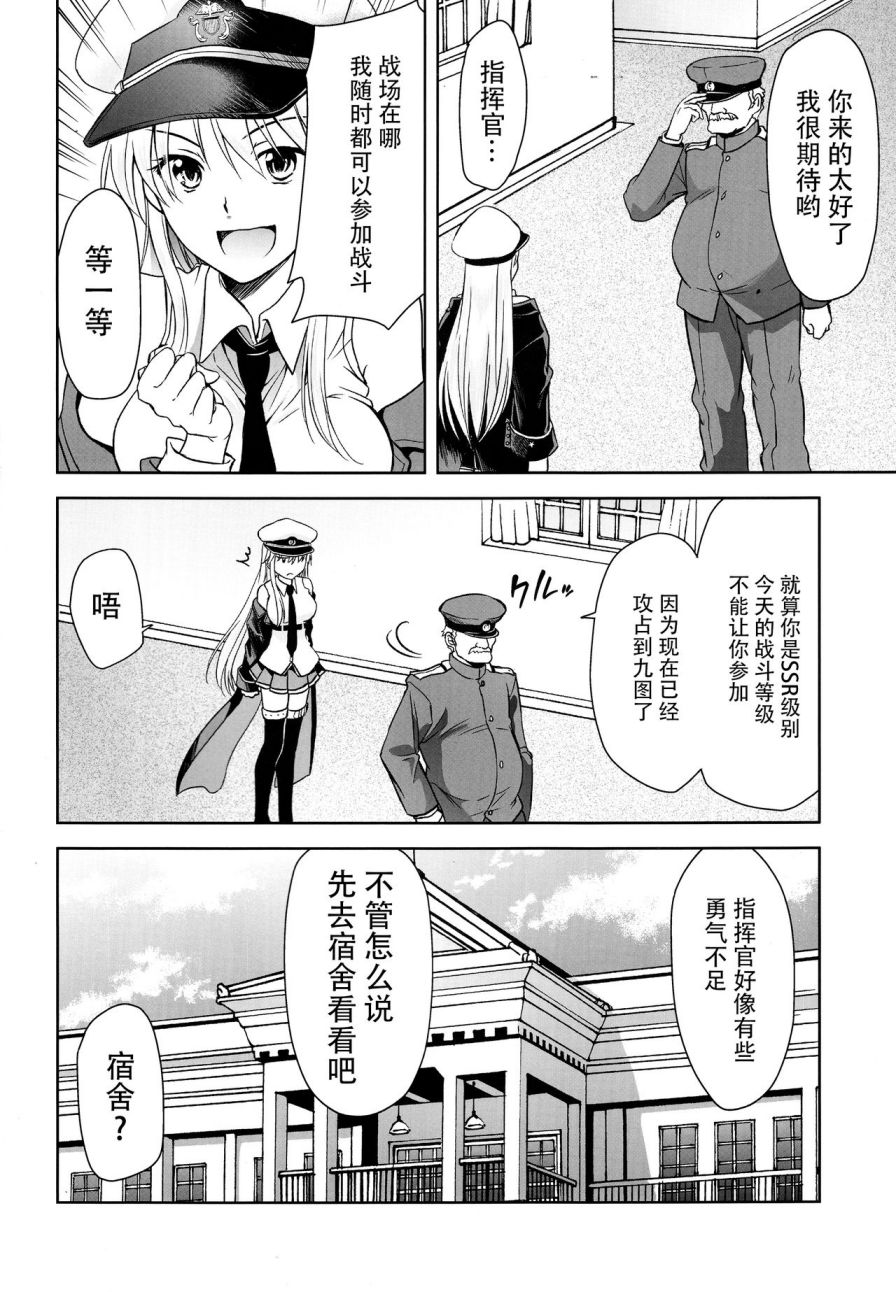 你来的太好了
我很期待哟
指挥官…
战场在哪
我随时都可以参加战斗
等一等
就算你是SSR级别
今天的战斗等级
不能让你参加
因为现在已经
攻占到九图了
クルッ
唔
指挥官好像有些
勇气不足
不管怎么说
先去宿舍看看吧
宿舍？